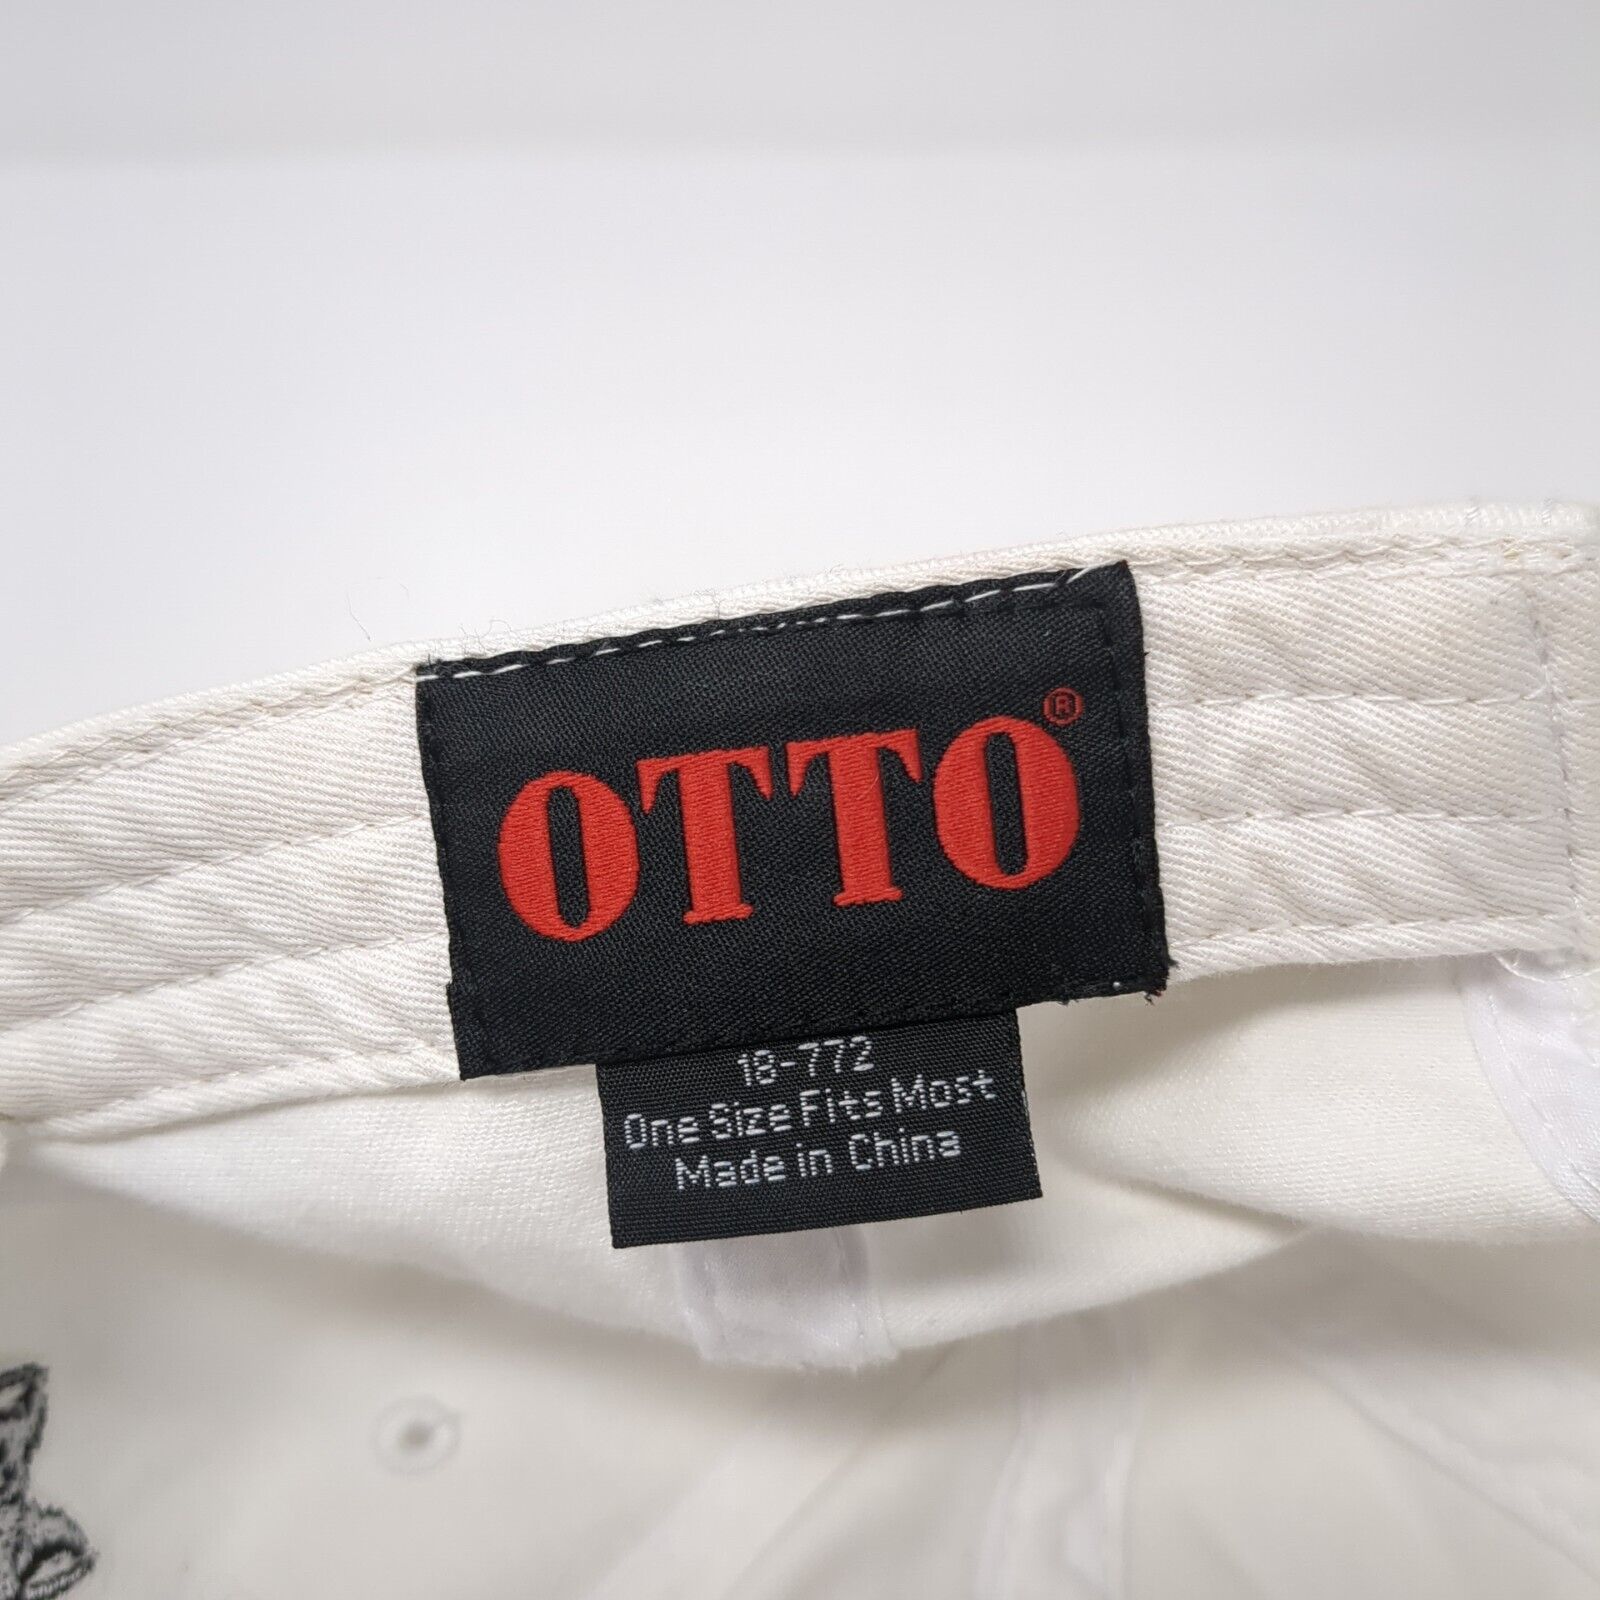 OTTO®
18-772
One Size Fits Most
Made in China